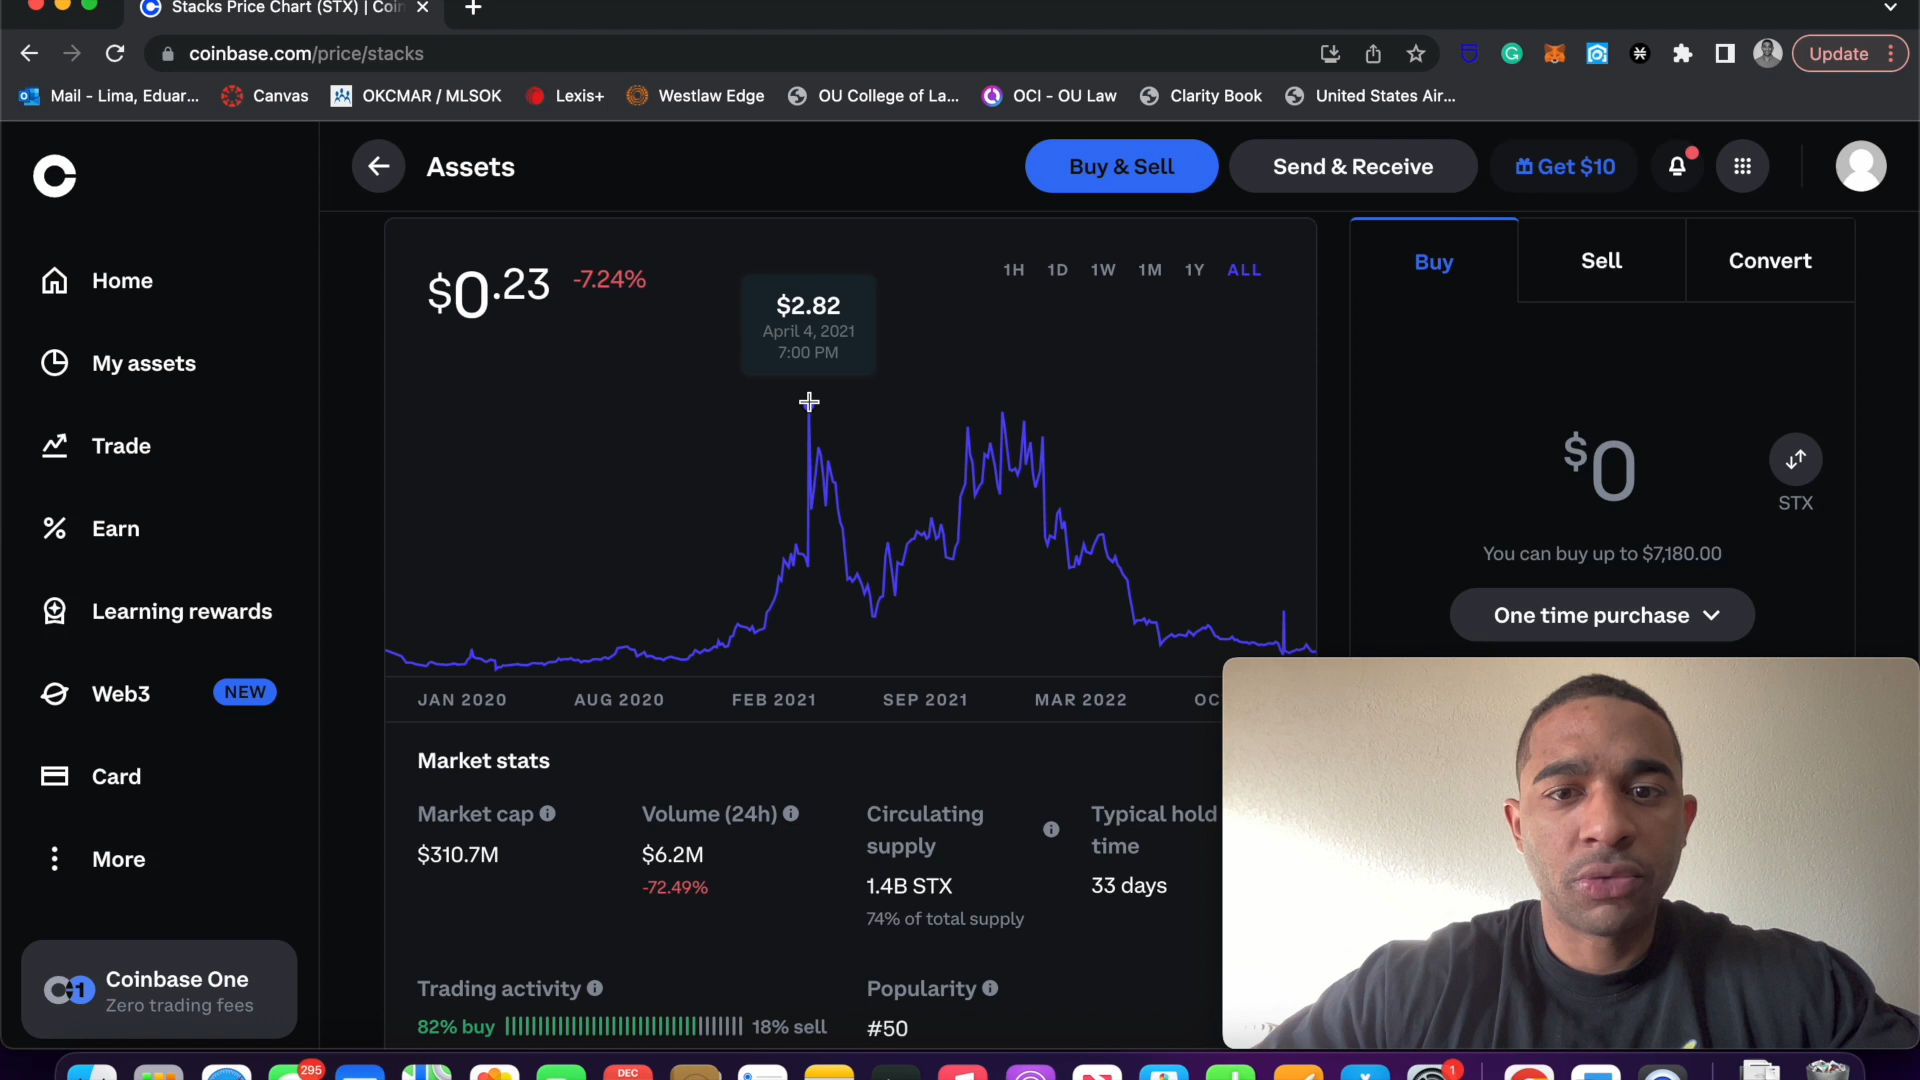 Stacks Price Chart (STX) | Coin
coinbase.com/price/stacks
Update
Mail - Lima, Eduar...
Canvas
OKCMAR / MLSOK
Lexis+
Westlaw Edge
OU College of La...
OCI - OU Law
Clarity Book
United States Air...
Assets
Buy & Sell
Send & Receive
Get $10
Home
My assets
Trade
Earn
Learning rewards
Web3 NEW
Card
More
Coinbase One
Zero trading fees
$0.23 -7.24%
$2.82
April 4, 2021
7:00 PM
1H 1D 1W 1M 1Y ALL
JAN 2020 AUG 2020 FEB 2021 SEP 2021 MAR 2022 OC
Market stats
Market cap
$310.7M
Volume (24h)
$6.2M
-72.49%
Circulating
supply
1.4B STX
74% of total supply
Typical hold
time
33 days
Trading activity
82% buy 18% sell
Popularity
#50
Buy Sell Convert
$0
STX
You can buy up to $7,180.00
One time purchase
295
DEC
1